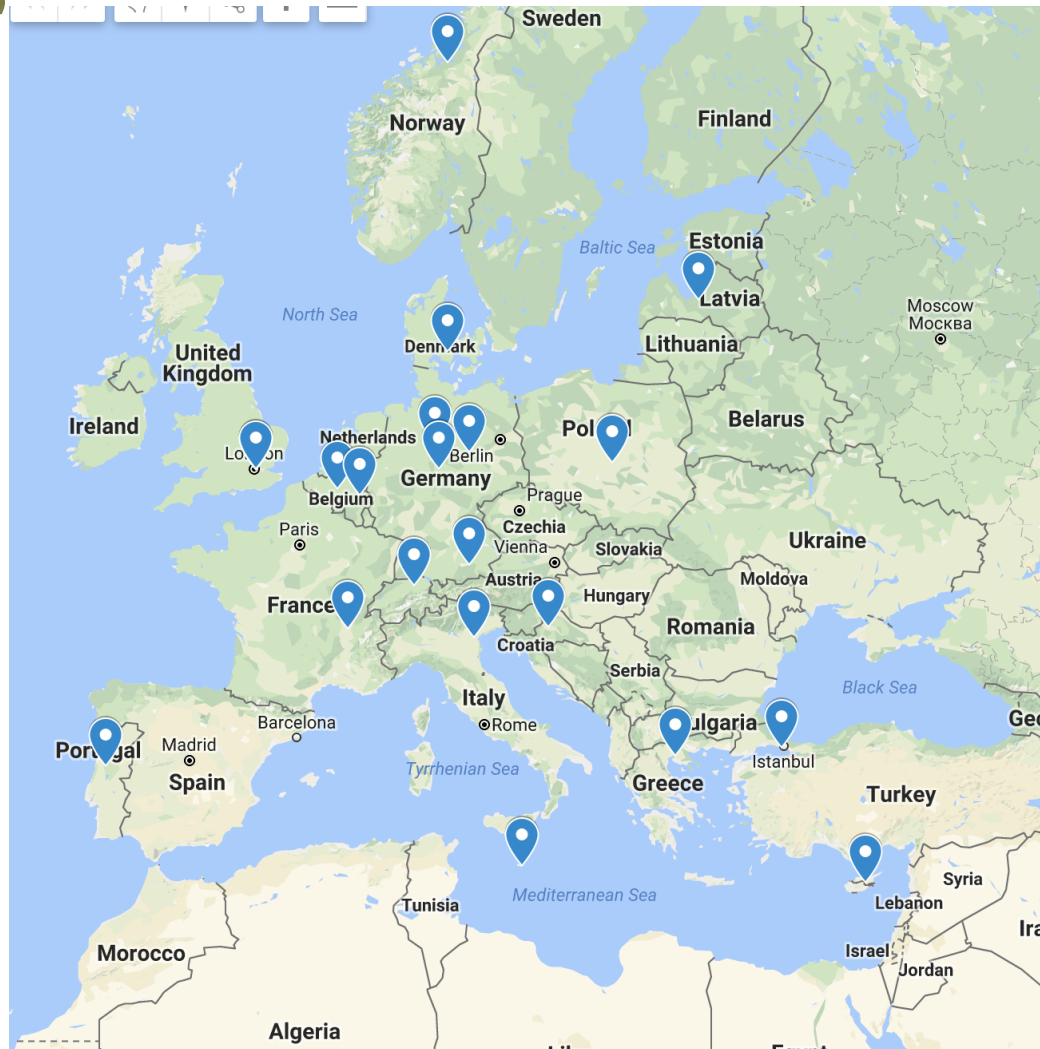 Sweden
Finland
Norway
Estonia
Baltic Sea
Latvia
Moscow
Москва
North Sea
Denmark
Lithuania
United
Kingdom
Ireland
Belarus
Netherlands
London
Berlin
Germany
Belgium
Prague
Paris
Czechia
Ukraine
Vienna
Slovakia
Austria
Moldova
Hungary
France
Romania
Croatia
Serbia
Black Sea
Italy
Barcelona
Rome
ulgaria
Portugal
Madrid
Istanbul
Tyrrhenian Sea
Spain
Greece
Turkey
Syria
Mediterranean Sea
Tunisia
Lebanon
Israel
Morocco
Jordan
Algeria